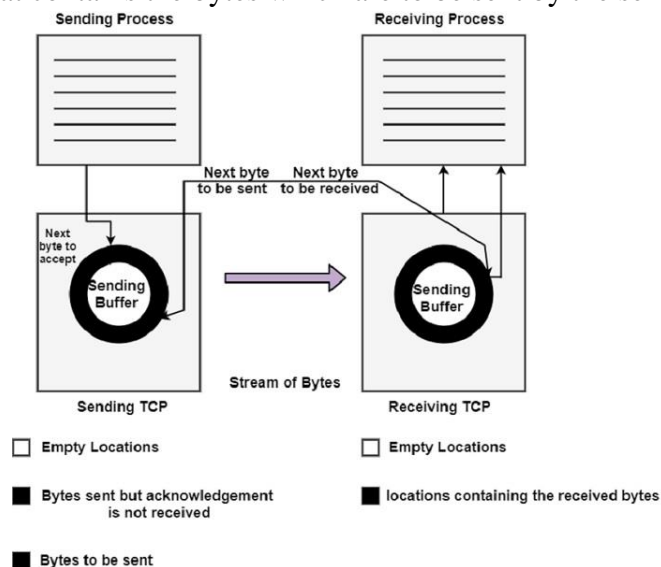 Sending Process
Receiving Process
Next byte
to be sent
Next byte
to be received
Next
byte to
accept
Sending
Buffer
Sending
Buffer
Stream of Bytes
Sending TCP
Receiving TCP
Empty Locations
Empty Locations
Bytes sent but acknowledgement
is not received
locations containing the received bytes
Bytes to be sent